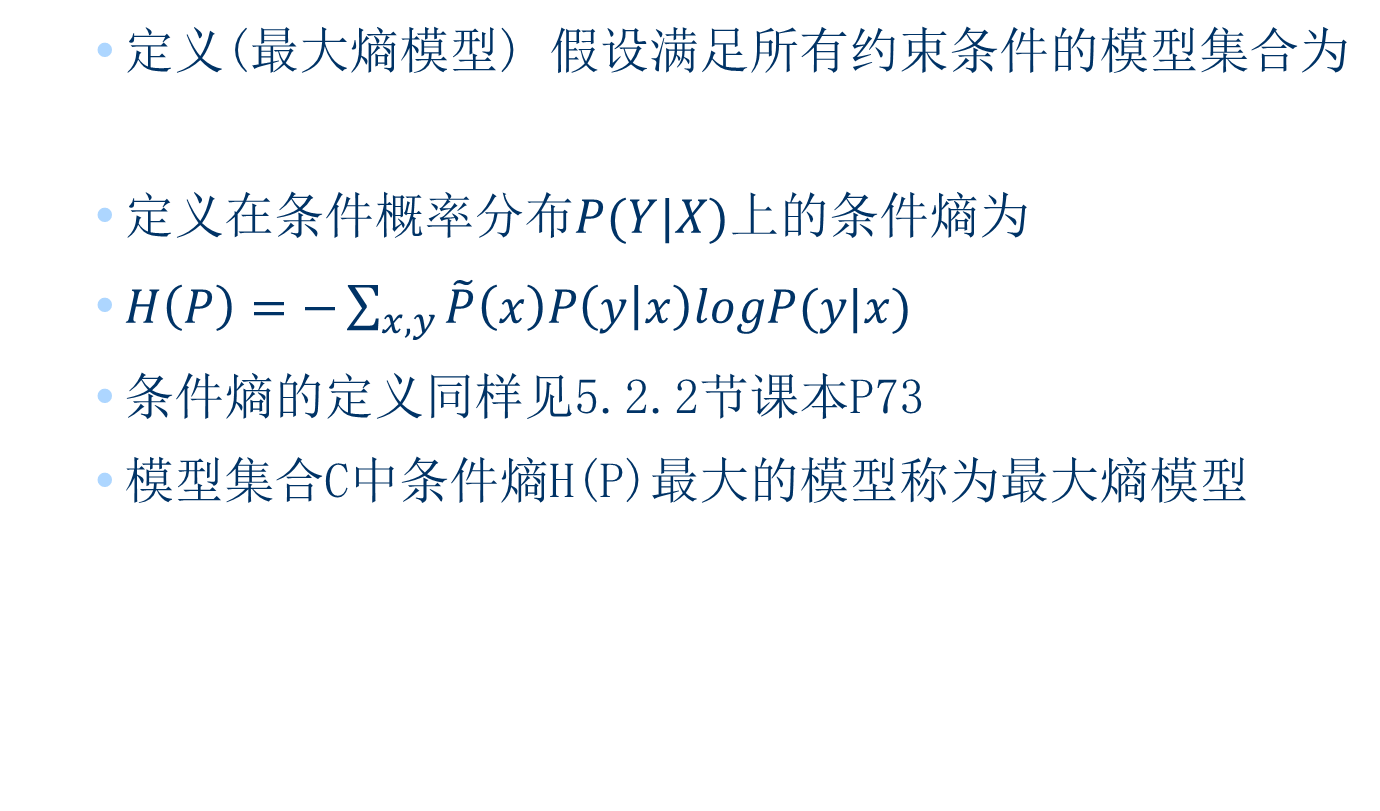 • 定义(最大熵模型) 假设满足所有约束条件的模型集合为
• 定义在条件概率分布P(Y|X)上的条件熵为
• H(P) = −∑x,y P̃(x)P(y|x)logP(y|x)
• 条件熵的定义同样见5.2.2节课本P73
• 模型集合C中条件熵H(P)最大的模型称为最大熵模型